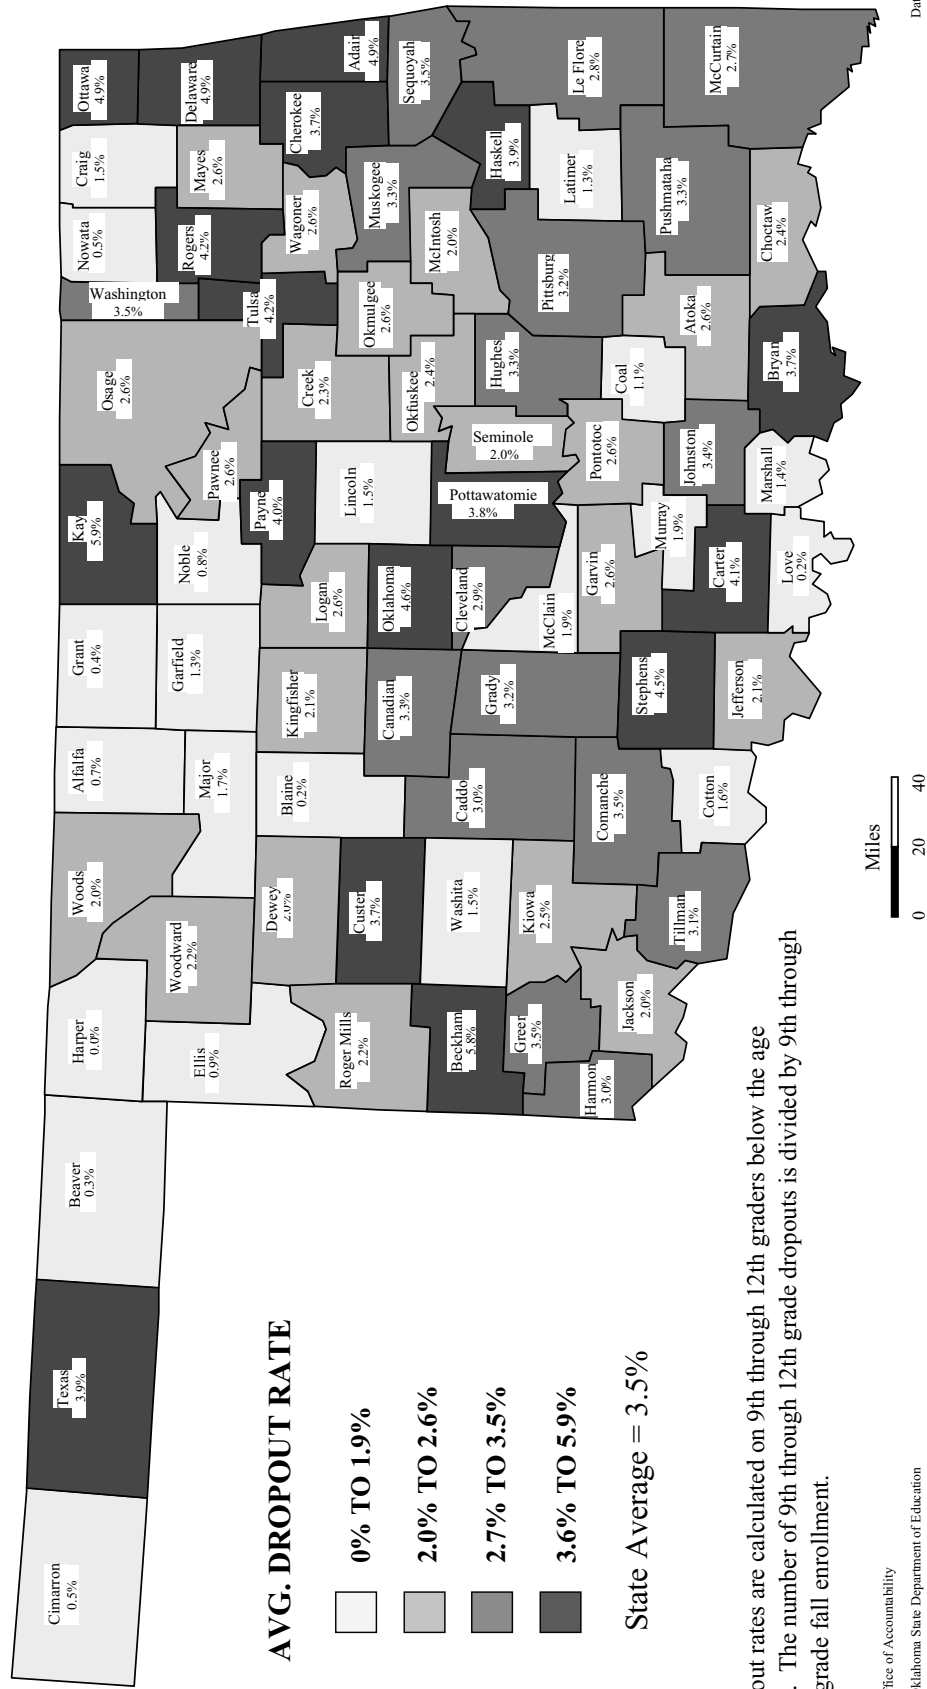 Cimarron
0.5%
Texas
3.9%
Beaver
0.3%
Harper
0.0%
Woods
2.0%
Alfalfa
0.7%
Grant
0.4%
Kay
5.9%
Osage
2.6%
Washington
3.5%
Nowata
0.5%
Craig
1.5%
Ottawa
4.9%
Ellis
0.9%
Woodward
2.2%
Major
1.7%
Garfield
1.3%
Noble
0.8%
Pawnee
2.6%
Rogers
4.2%
Mayes
2.6%
Delaware
4.9%
Roger Mills
2.2%
Dewey
2.0%
Blaine
0.2%
Kingfisher
2.1%
Logan
2.6%
Payne
4.0%
Lincoln
1.5%
Creek
2.3%
Tulsa
4.2%
Wagoner
2.6%
Cherokee
3.7%
Adair
4.9%
Beckham
5.8%
Custer
3.7%
Washita
1.5%
Caddo
3.0%
Canadian
3.3%
Oklahoma
4.6%
Cleveland
2.9%
Pottawatomie
3.8%
Seminole
2.0%
Okfuskee
2.4%
Okmulgee
2.6%
McIntosh
2.0%
Muskogee
3.3%
Sequoyah
3.5%
Harmon
3.0%
Greer
3.5%
Kiowa
2.5%
Grady
3.2%
McClain
1.9%
Garvin
2.6%
Pontotoc
2.6%
Hughes
3.3%
Pittsburg
3.2%
Haskell
3.9%
Latimer
1.3%
Le Flore
2.8%
Jackson
2.0%
Tillman
3.1%
Comanche
3.5%
Cotton
1.6%
Stephens
4.5%
Jefferson
2.1%
Murray
1.9%
Carter
4.1%
Love
0.2%
Johnston
3.4%
Marshall
1.4%
Coal
1.1%
Atoka
2.6%
Bryan
3.7%
Pushmataha
3.3%
Choctaw
2.4%
McCurtain
2.7%
AVG. DROPOUT RATE
0% TO 1.9%
2.0% TO 2.6%
2.7% TO 3.5%
3.6% TO 5.9%
State Average = 3.5%
out rates are calculated on 9th through 12th graders below the age
. The number of 9th through 12th grade dropouts is divided by 9th through
grade fall enrollment.
Miles
0 20 40
fice of Accountability
klahoma State Department of Education
Dat